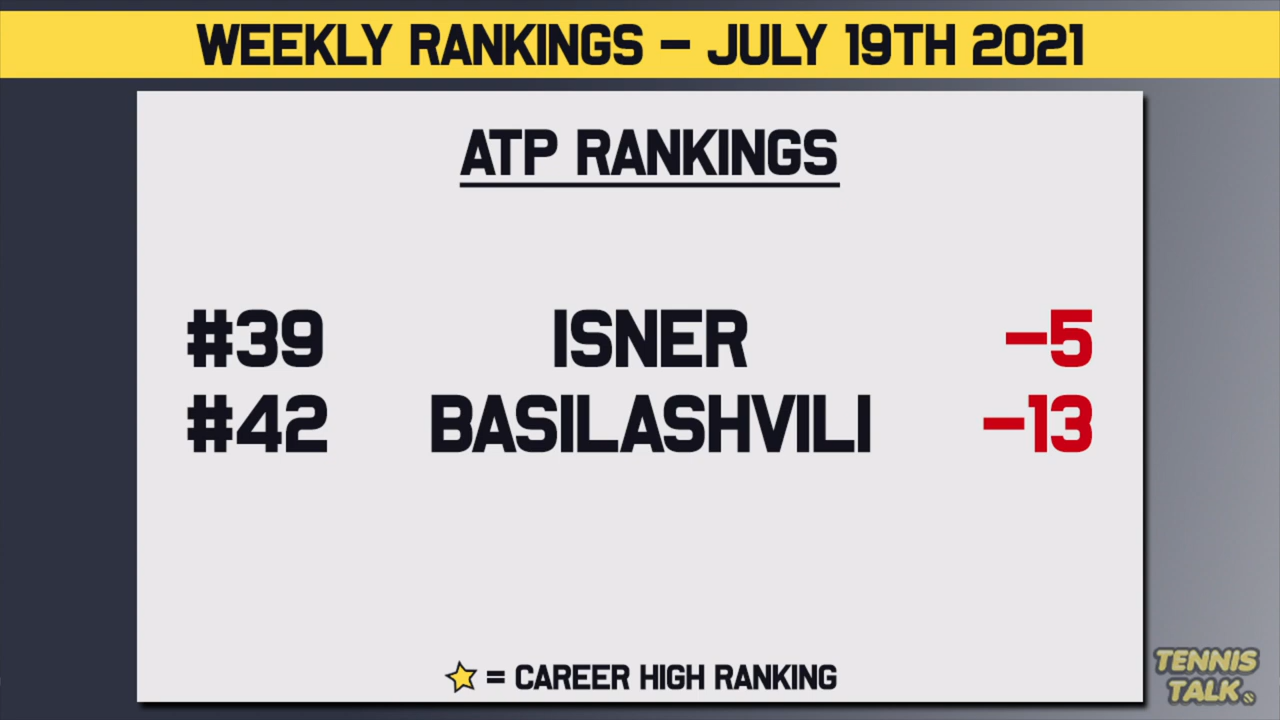 WEEKLY RANKINGS – JULY 19TH 2021
ATP RANKINGS
#39 ISNER –5
#42 BASILASHVILI –13
= CAREER HIGH RANKING
TENNIS
TALK